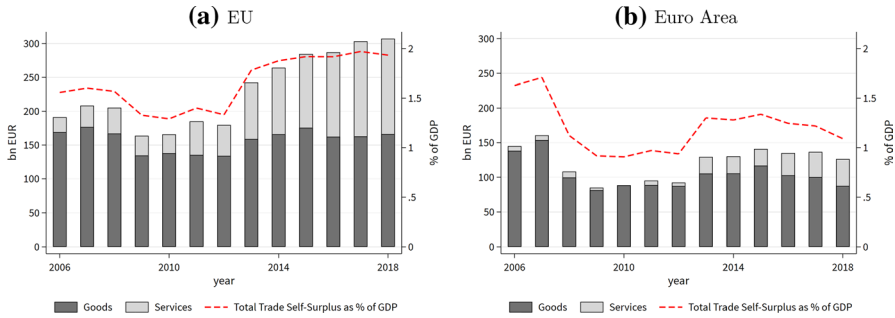 (a) EU
300
250
200
150
100
50
0
bn EUR
2
1.5
1
.5
0
% of GDP
2006
2010
2014
2018
year
Goods
Services
Total Trade Self-Surplus as % of GDP
(b) Euro Area
300
250
200
150
100
50
0
bn EUR
2
1.5
1
.5
0
% of GDP
2006
2010
2014
2018
year
Goods
Services
Total Trade Self-Surplus as % of GDP